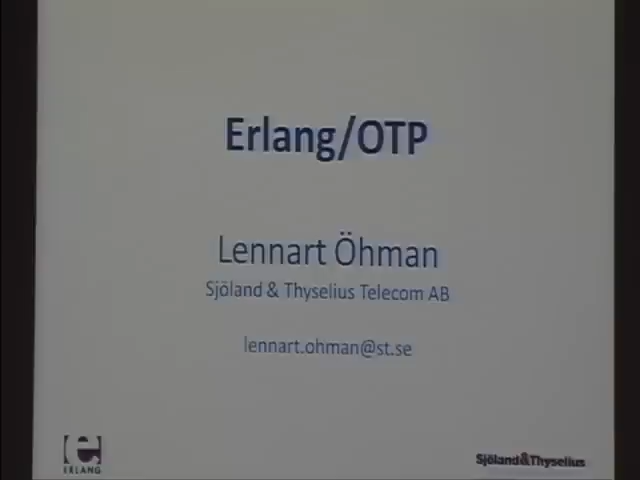 Erlang/OTP
Lennart Öhman
Sjöland & Thyselius Telecom AB
lennart.ohman@st.se
e
ERLANG
Sjöland&Thyselius